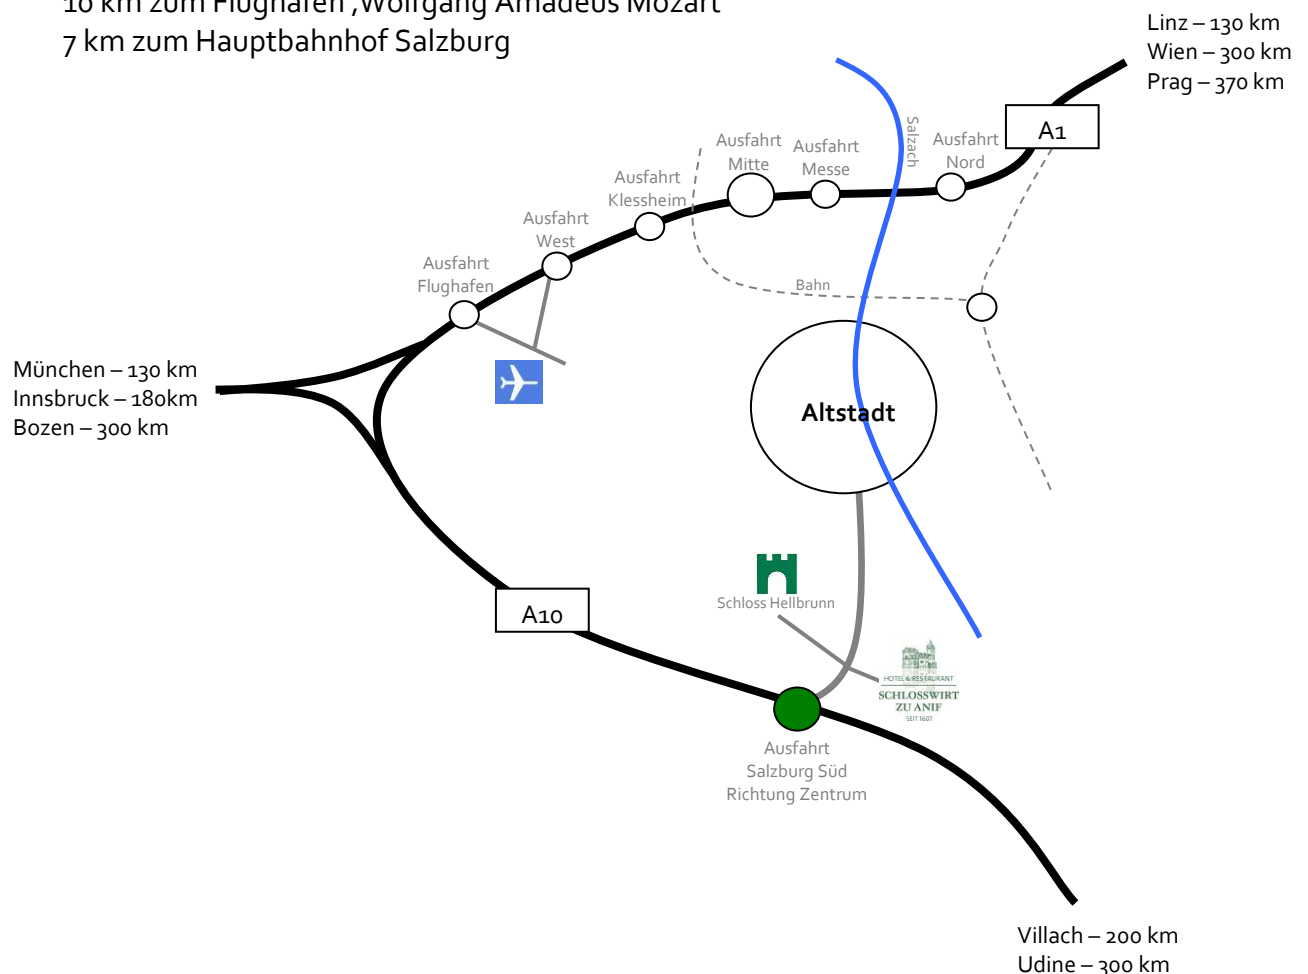 10 km zum Flughafen ‚Wolfgang Amadeus Mozart
7 km zum Hauptbahnhof Salzburg
Linz – 130 km
Wien – 300 km
Prag – 370 km
A1
Salzach
Ausfahrt
Nord
Ausfahrt
Messe
Ausfahrt
Mitte
Ausfahrt
Klessheim
Ausfahrt
West
Ausfahrt
Flughafen
Bahn
München – 130 km
Innsbruck – 180km
Bozen – 300 km
Altstadt
Schloss Hellbrunn
A10
HOTEL & RESTAURANT
SCHLOSSWIRT
ZU ANIF
SEIT 1607
Ausfahrt
Salzburg Süd
Richtung Zentrum
Villach – 200 km
Udine – 300 km